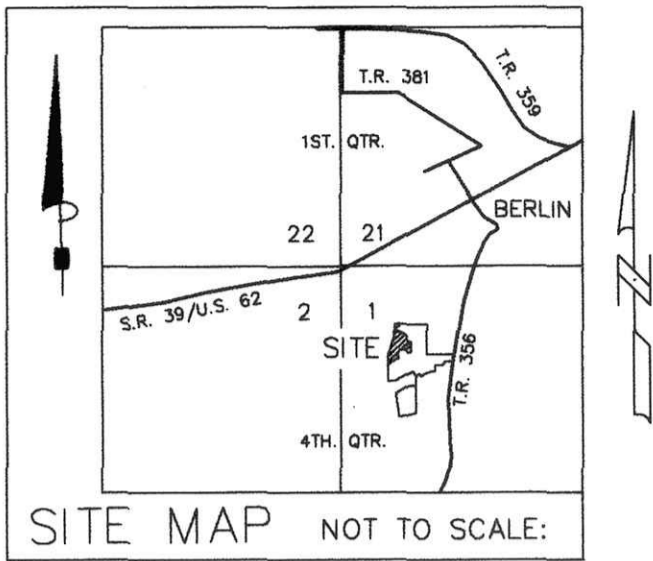 T.R. 359
T.R. 381
1ST. QTR.
BERLIN
22 21
S.R. 39/U.S. 62
2 1
SITE
T.R. 356
4TH. QTR.
N
SITE MAP NOT TO SCALE: